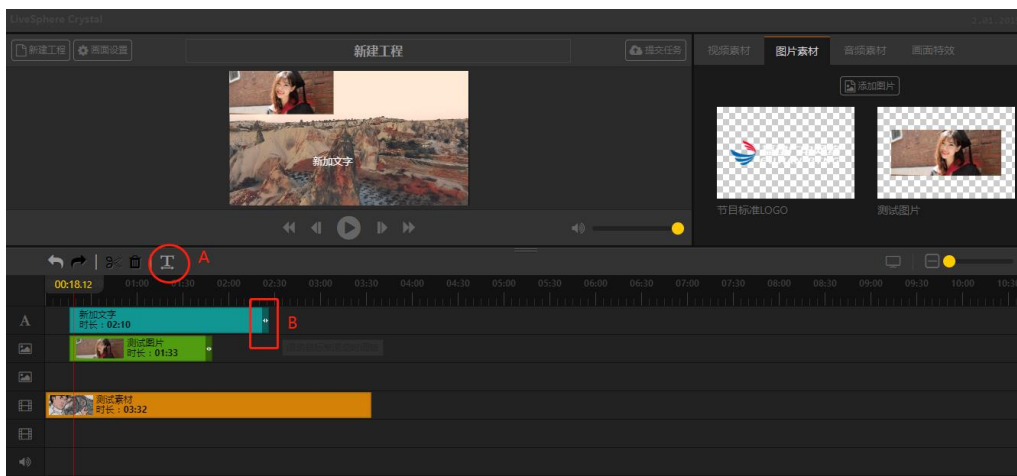 LiveSphere Crystal
新建工程 画面设置 新建工程 提交任务
视频素材 图片素材 音频素材 画面特效
添加图片
新加文字
节目标准LOGO 测试图片
A
00:18.12 01:00 01:30 02:00 02:30 03:00 03:30 04:00 04:30 05:00 05:30 06:00 06:30 07:00 07:30 08:00 08:30 09:00 09:30 10:00 10:30
A
新加文字
时长：02:10
B
测试图片
时长：01:33
测试素材
时长：03:32